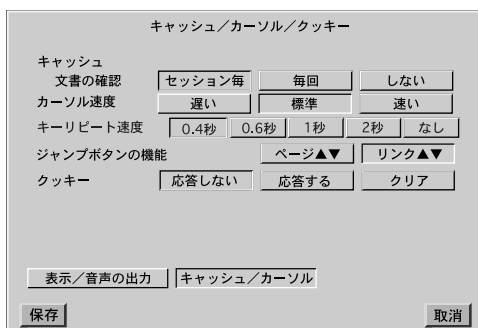 キャッシュ／カーソル／クッキー
キャッシュ
文書の確認 セッション毎 毎回 しない
カーソル速度 遅い 標準 速い
キーリピート速度 0.4秒 0.6秒 1秒 2秒 なし
ジャンプボタンの機能 ページ▲▼ リンク▲▼
クッキー 応答しない 応答する クリア
表示／音声の出力 キャッシュ／カーソル
保存 取消